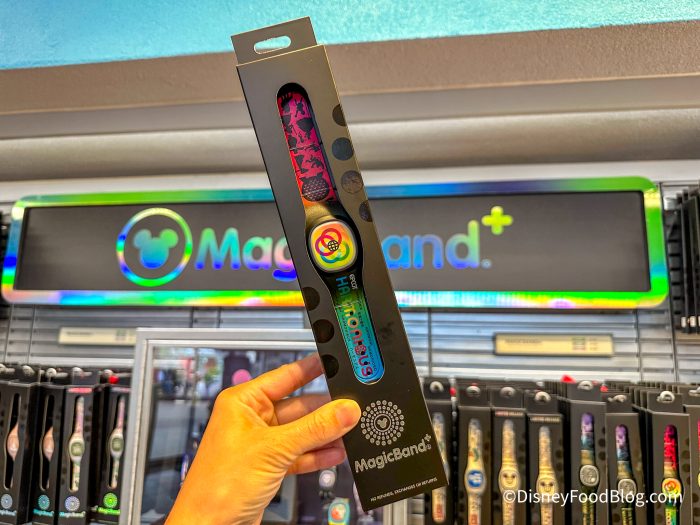 MagicBand.+
EPCOT
HARMONIOUS
MagicBand+
NO REFUNDS, EXCHANGES OR RETURNS
©DisneyFoodBlog.com